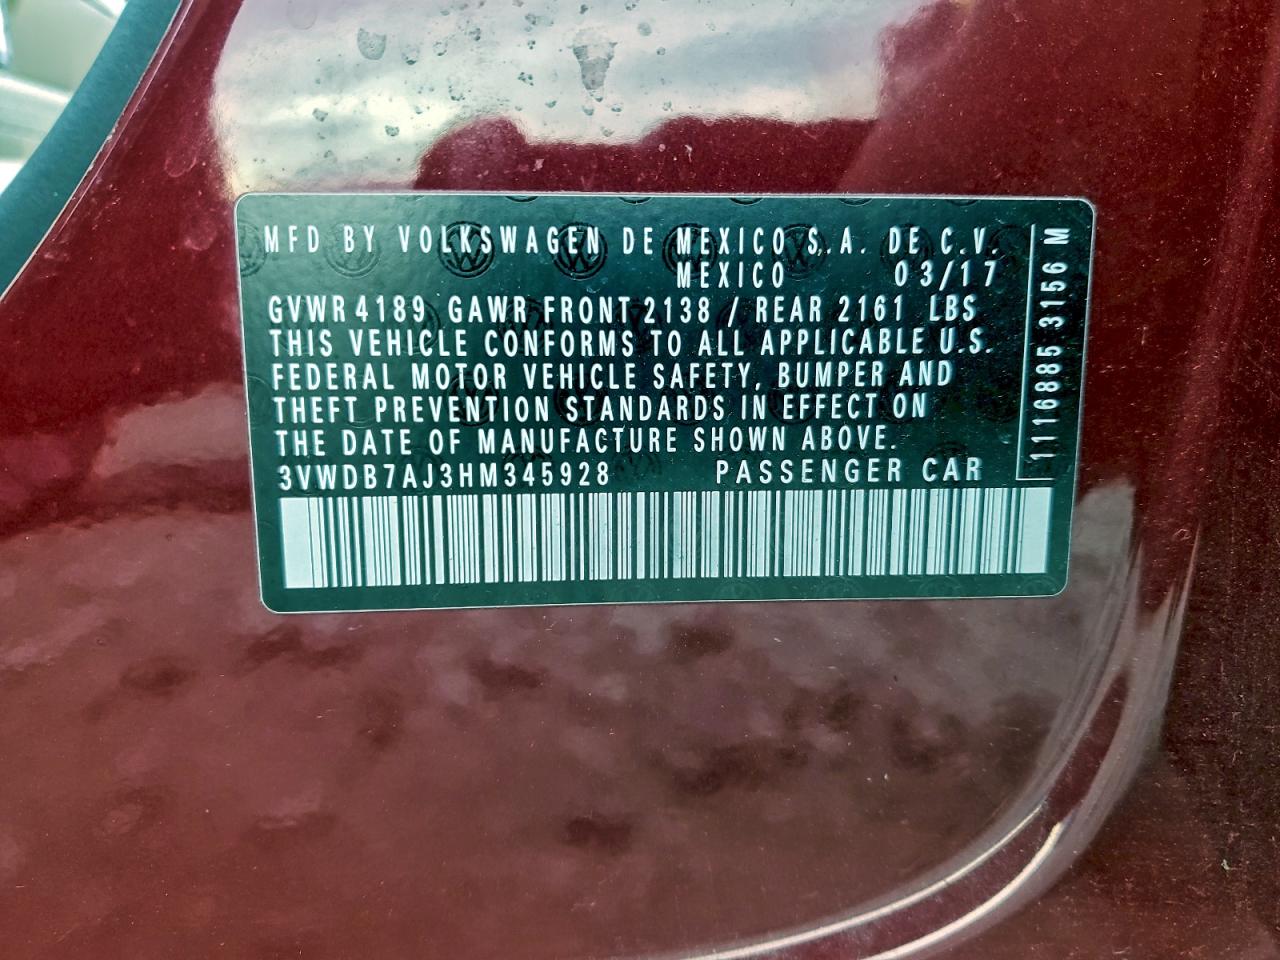 MFD BY VOLKSWAGEN DE MEXICO S.A. DE C.V.
MEXICO 03/17
GVWR 4189 GAWR FRONT 2138 / REAR 2161 LBS
THIS VEHICLE CONFORMS TO ALL APPLICABLE U.S.
FEDERAL MOTOR VEHICLE SAFETY, BUMPER AND
THEFT PREVENTION STANDARDS IN EFFECT ON
THE DATE OF MANUFACTURE SHOWN ABOVE.
3VWDB7AJ3HM345928 PASSENGER CAR
1116885 3156 M